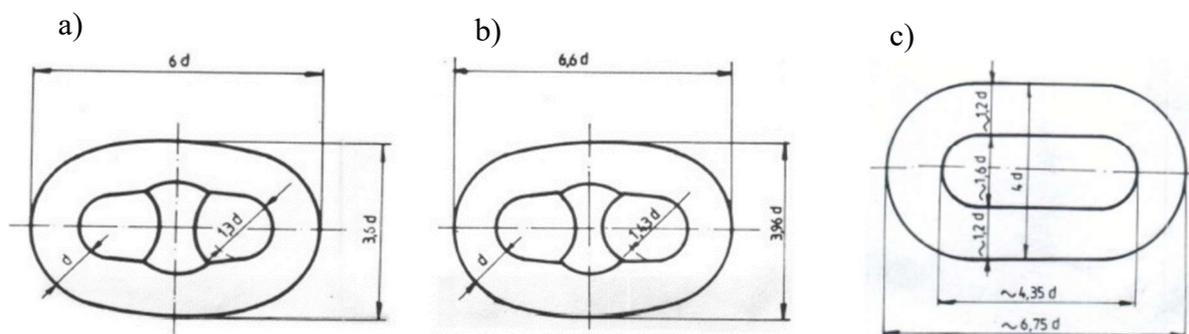 a)
6 d
d
1,3 d
3,6 d
b)
6,6 d
d
1,43 d
3,96 d
c)
~1,2 d
~1,6 d
4 d
~1,2 d
~4,35 d
~6,75 d